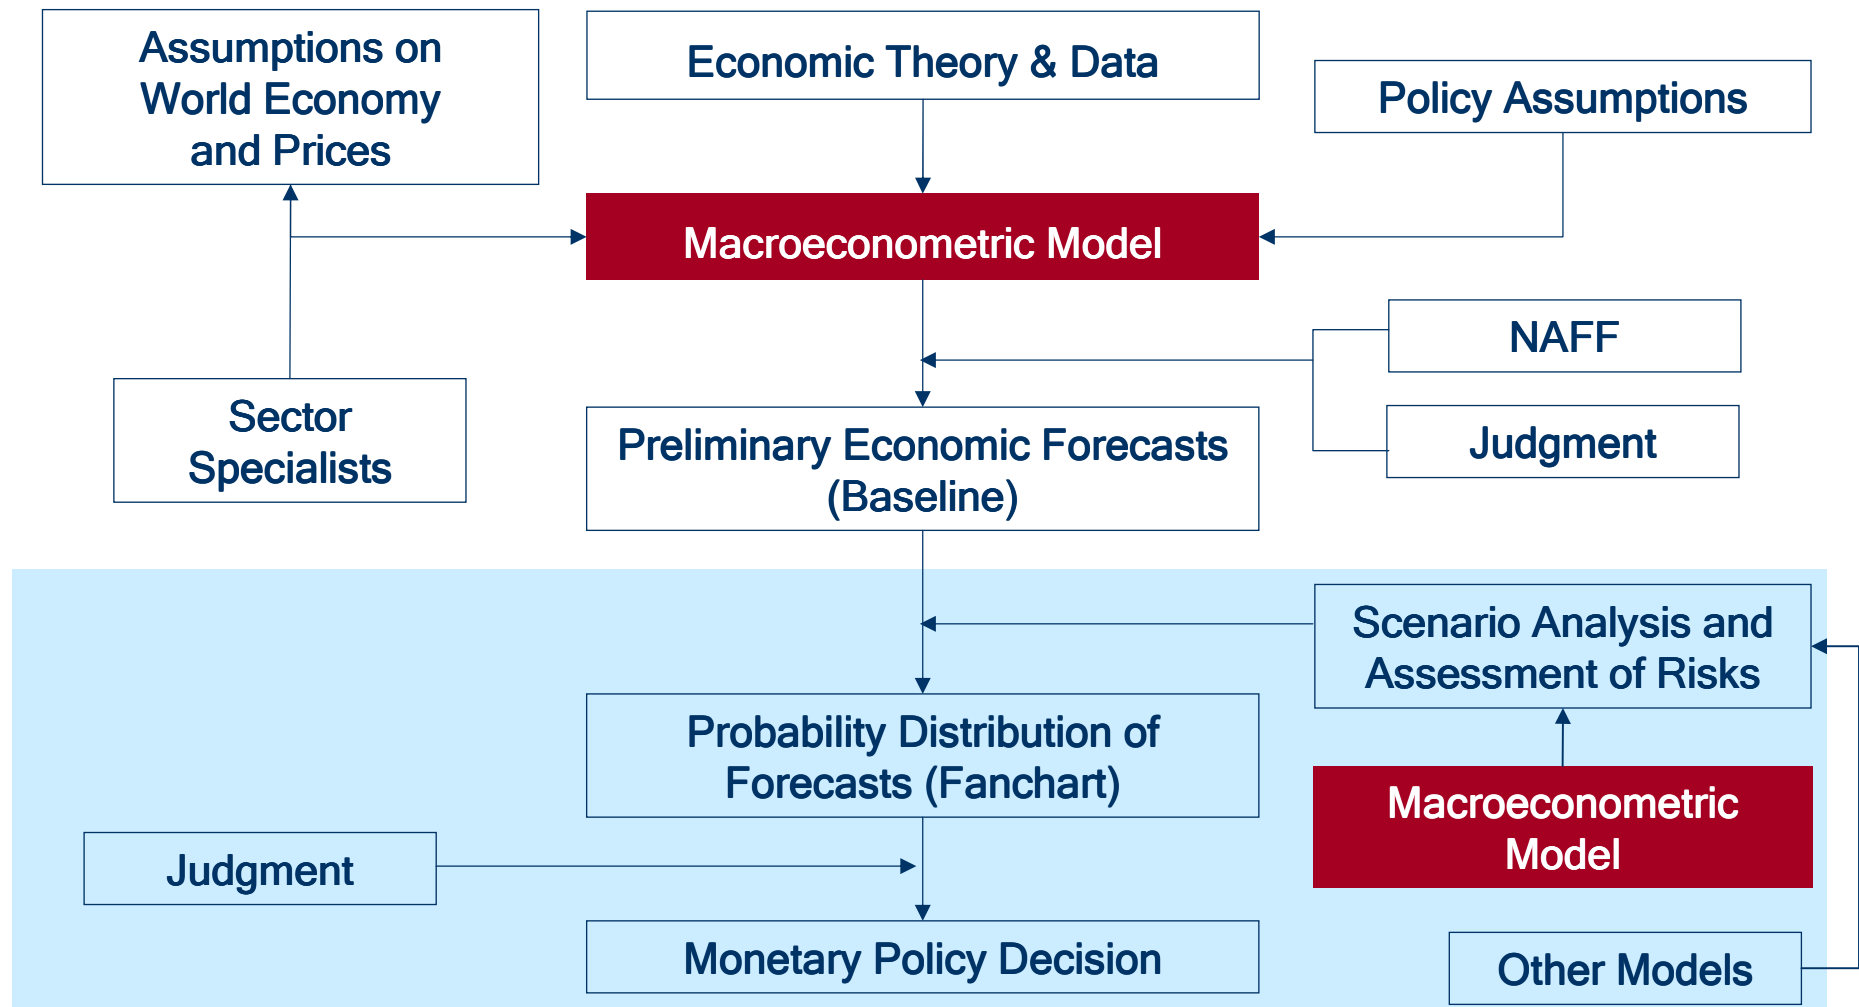 Assumptions on
World Economy
and Prices
Economic Theory & Data
Policy Assumptions
Macroeconometric Model
NAFF
Sector
Specialists
Preliminary Economic Forecasts
(Baseline)
Judgment
Scenario Analysis and
Assessment of Risks
Probability Distribution of
Forecasts (Fanchart)
Macroeconometric
Model
Judgment
Monetary Policy Decision
Other Models